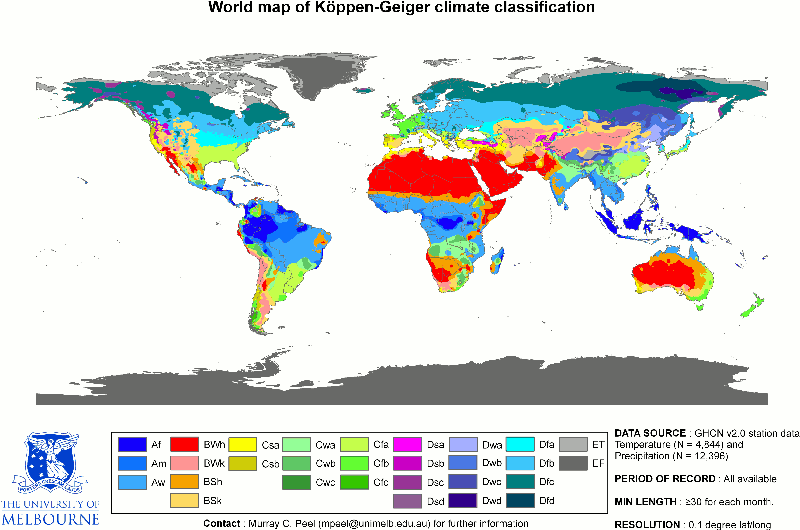 World map of Köppen-Geiger climate classification
Af BWh Csa Cwa Cfa Dsa Dwa Dfa ET
Am BWk Csb Cwb Cfb Dsb Dwb Dfb EF
Aw BSh Cwc Cfc Dsc Dwc Dfc
BSk Dsd Dwd Dfd
DATA SOURCE : GHCN v2.0 station data
Temperature (N = 4,844) and
Precipitation (N = 12,396)
PERIOD OF RECORD : All available
MIN LENGTH : ≥30 for each month.
RESOLUTION : 0.1 degree lat/long
THE UNIVERSITY OF
MELBOURNE
Contact : Murray C. Peel (mpeel@unimelb.edu.au) for further information